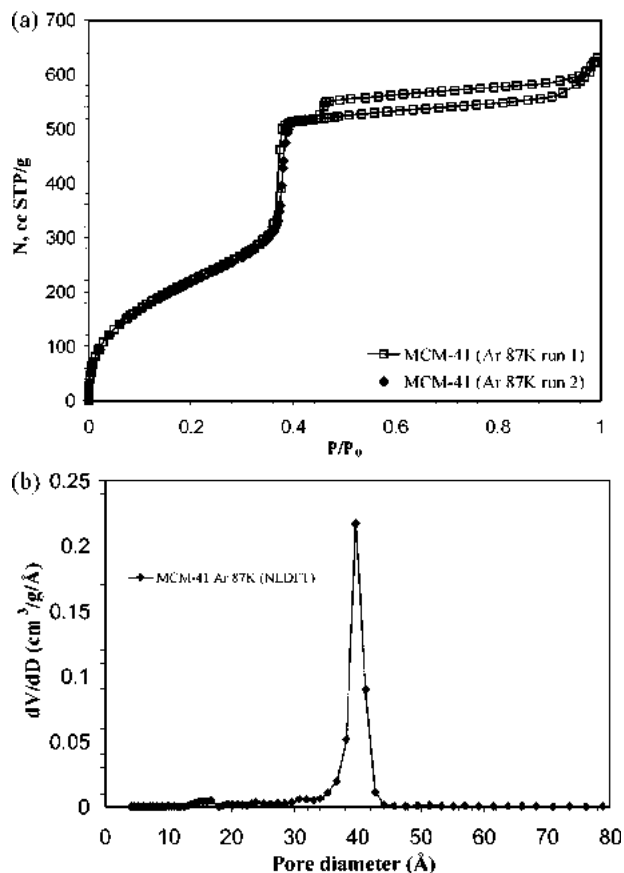 (a)
700
600
500
400
300
200
100
0
N, cc STP/g
MCM-41 (Ar 87K run 1)
MCM-41 (Ar 87K run 2)
0 0.2 0.4 0.6 0.8 1
P/P₀
(b)
0.25
0.2
0.15
0.1
0.05
0
dV/dD (cm³/g/Å)
MCM-41 Ar 87K (NLDFT)
0 10 20 30 40 50 60 70 80
Pore diameter (Å)